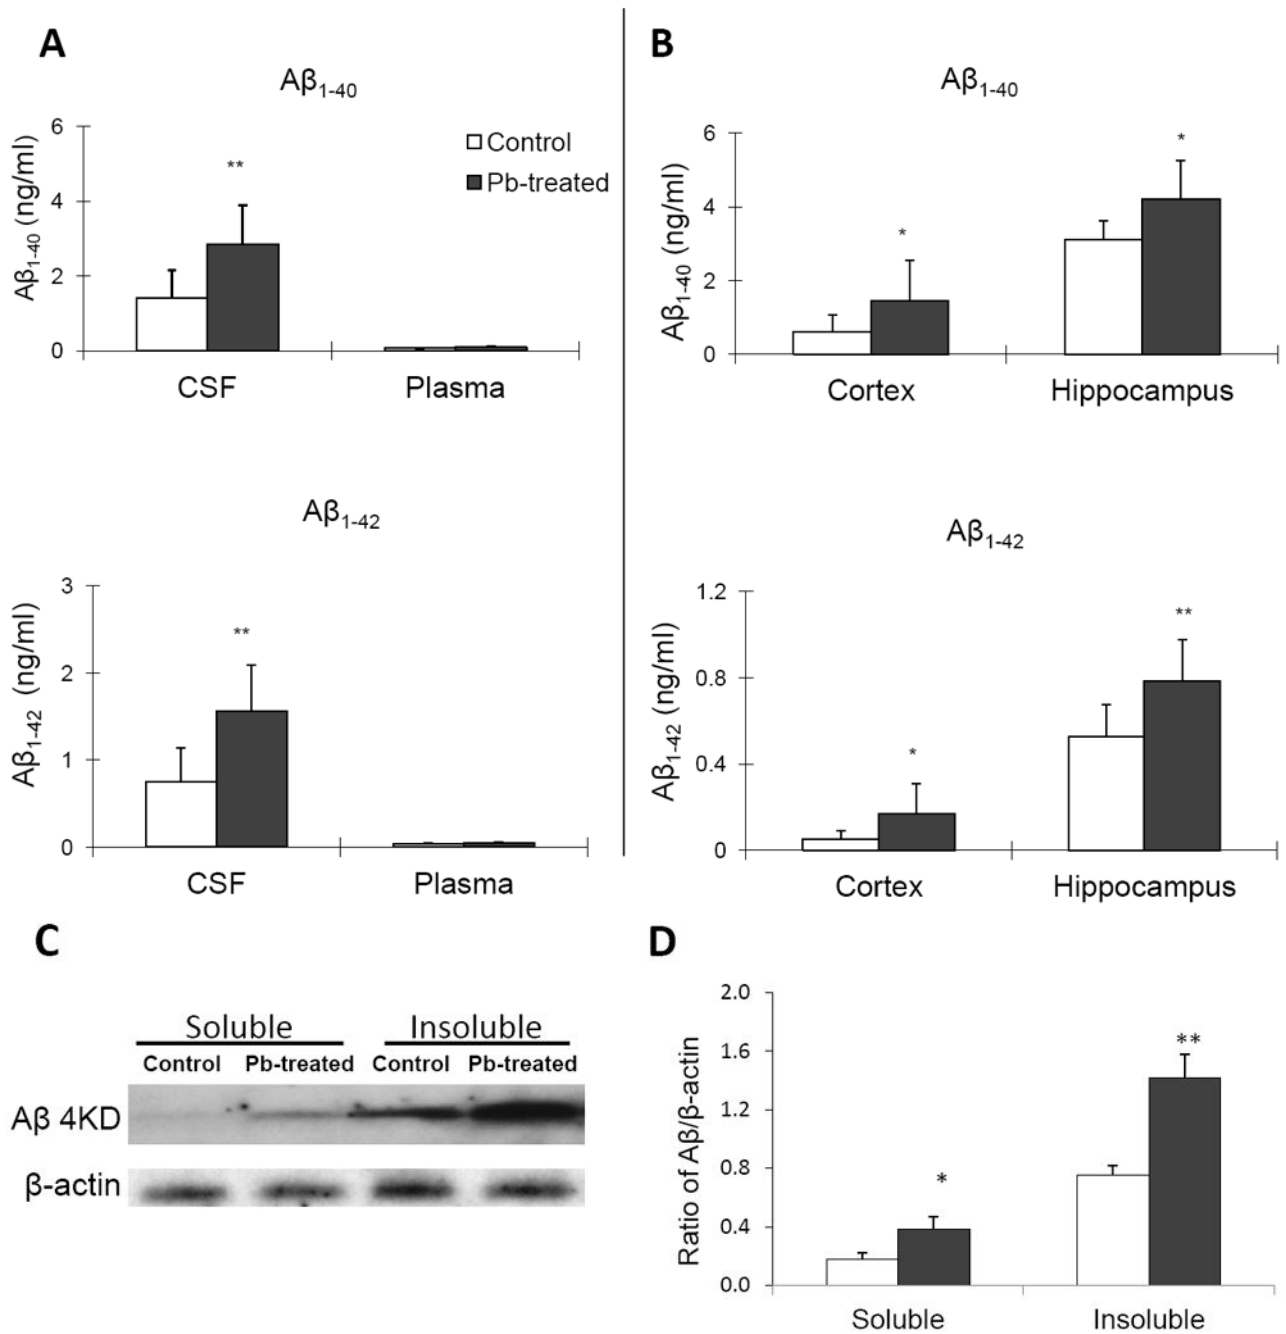 A
Aβ1-40
Aβ1-40 (ng/ml)
6
4
2
0
**
Control
Pb-treated
CSF
Plasma
Aβ1-42
Aβ1-42 (ng/ml)
3
2
1
0
**
CSF
Plasma
B
Aβ1-40
Aβ1-40 (ng/ml)
6
4
2
0
*
*
Cortex
Hippocampus
Aβ1-42
Aβ1-42 (ng/ml)
1.2
0.8
0.4
0
*
**
Cortex
Hippocampus
C
Soluble Insoluble
Control Pb-treated Control Pb-treated
Aβ 4KD
β-actin
D
Ratio of Aβ/β-actin
2.0
1.6
1.2
0.8
0.4
0.0
*
**
Soluble
Insoluble